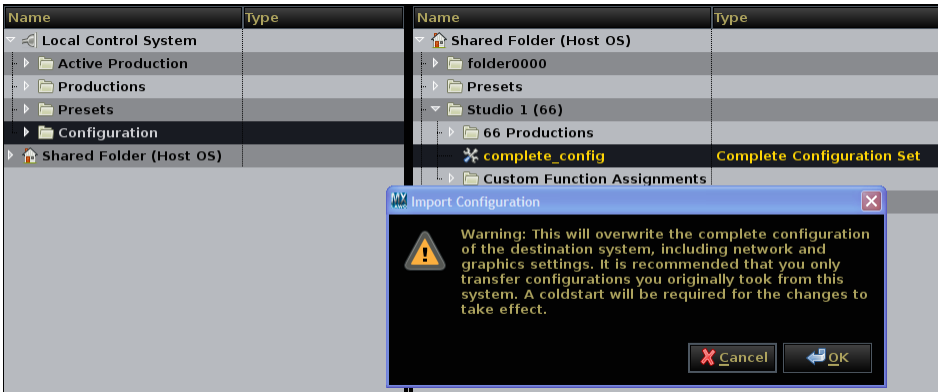 Name Type
Local Control System
Active Production
Productions
Presets
Configuration
Shared Folder (Host OS)
Name Type
Shared Folder (Host OS)
folder0000
Presets
Studio 1 (66)
66 Productions
complete_config Complete Configuration Set
Custom Function Assignments
Import Configuration
Warning: This will overwrite the complete configuration
of the destination system, including network and
graphics settings. It is recommended that you only
transfer configurations you originally took from this
system. A coldstart will be required for the changes to
take effect.
Cancel OK